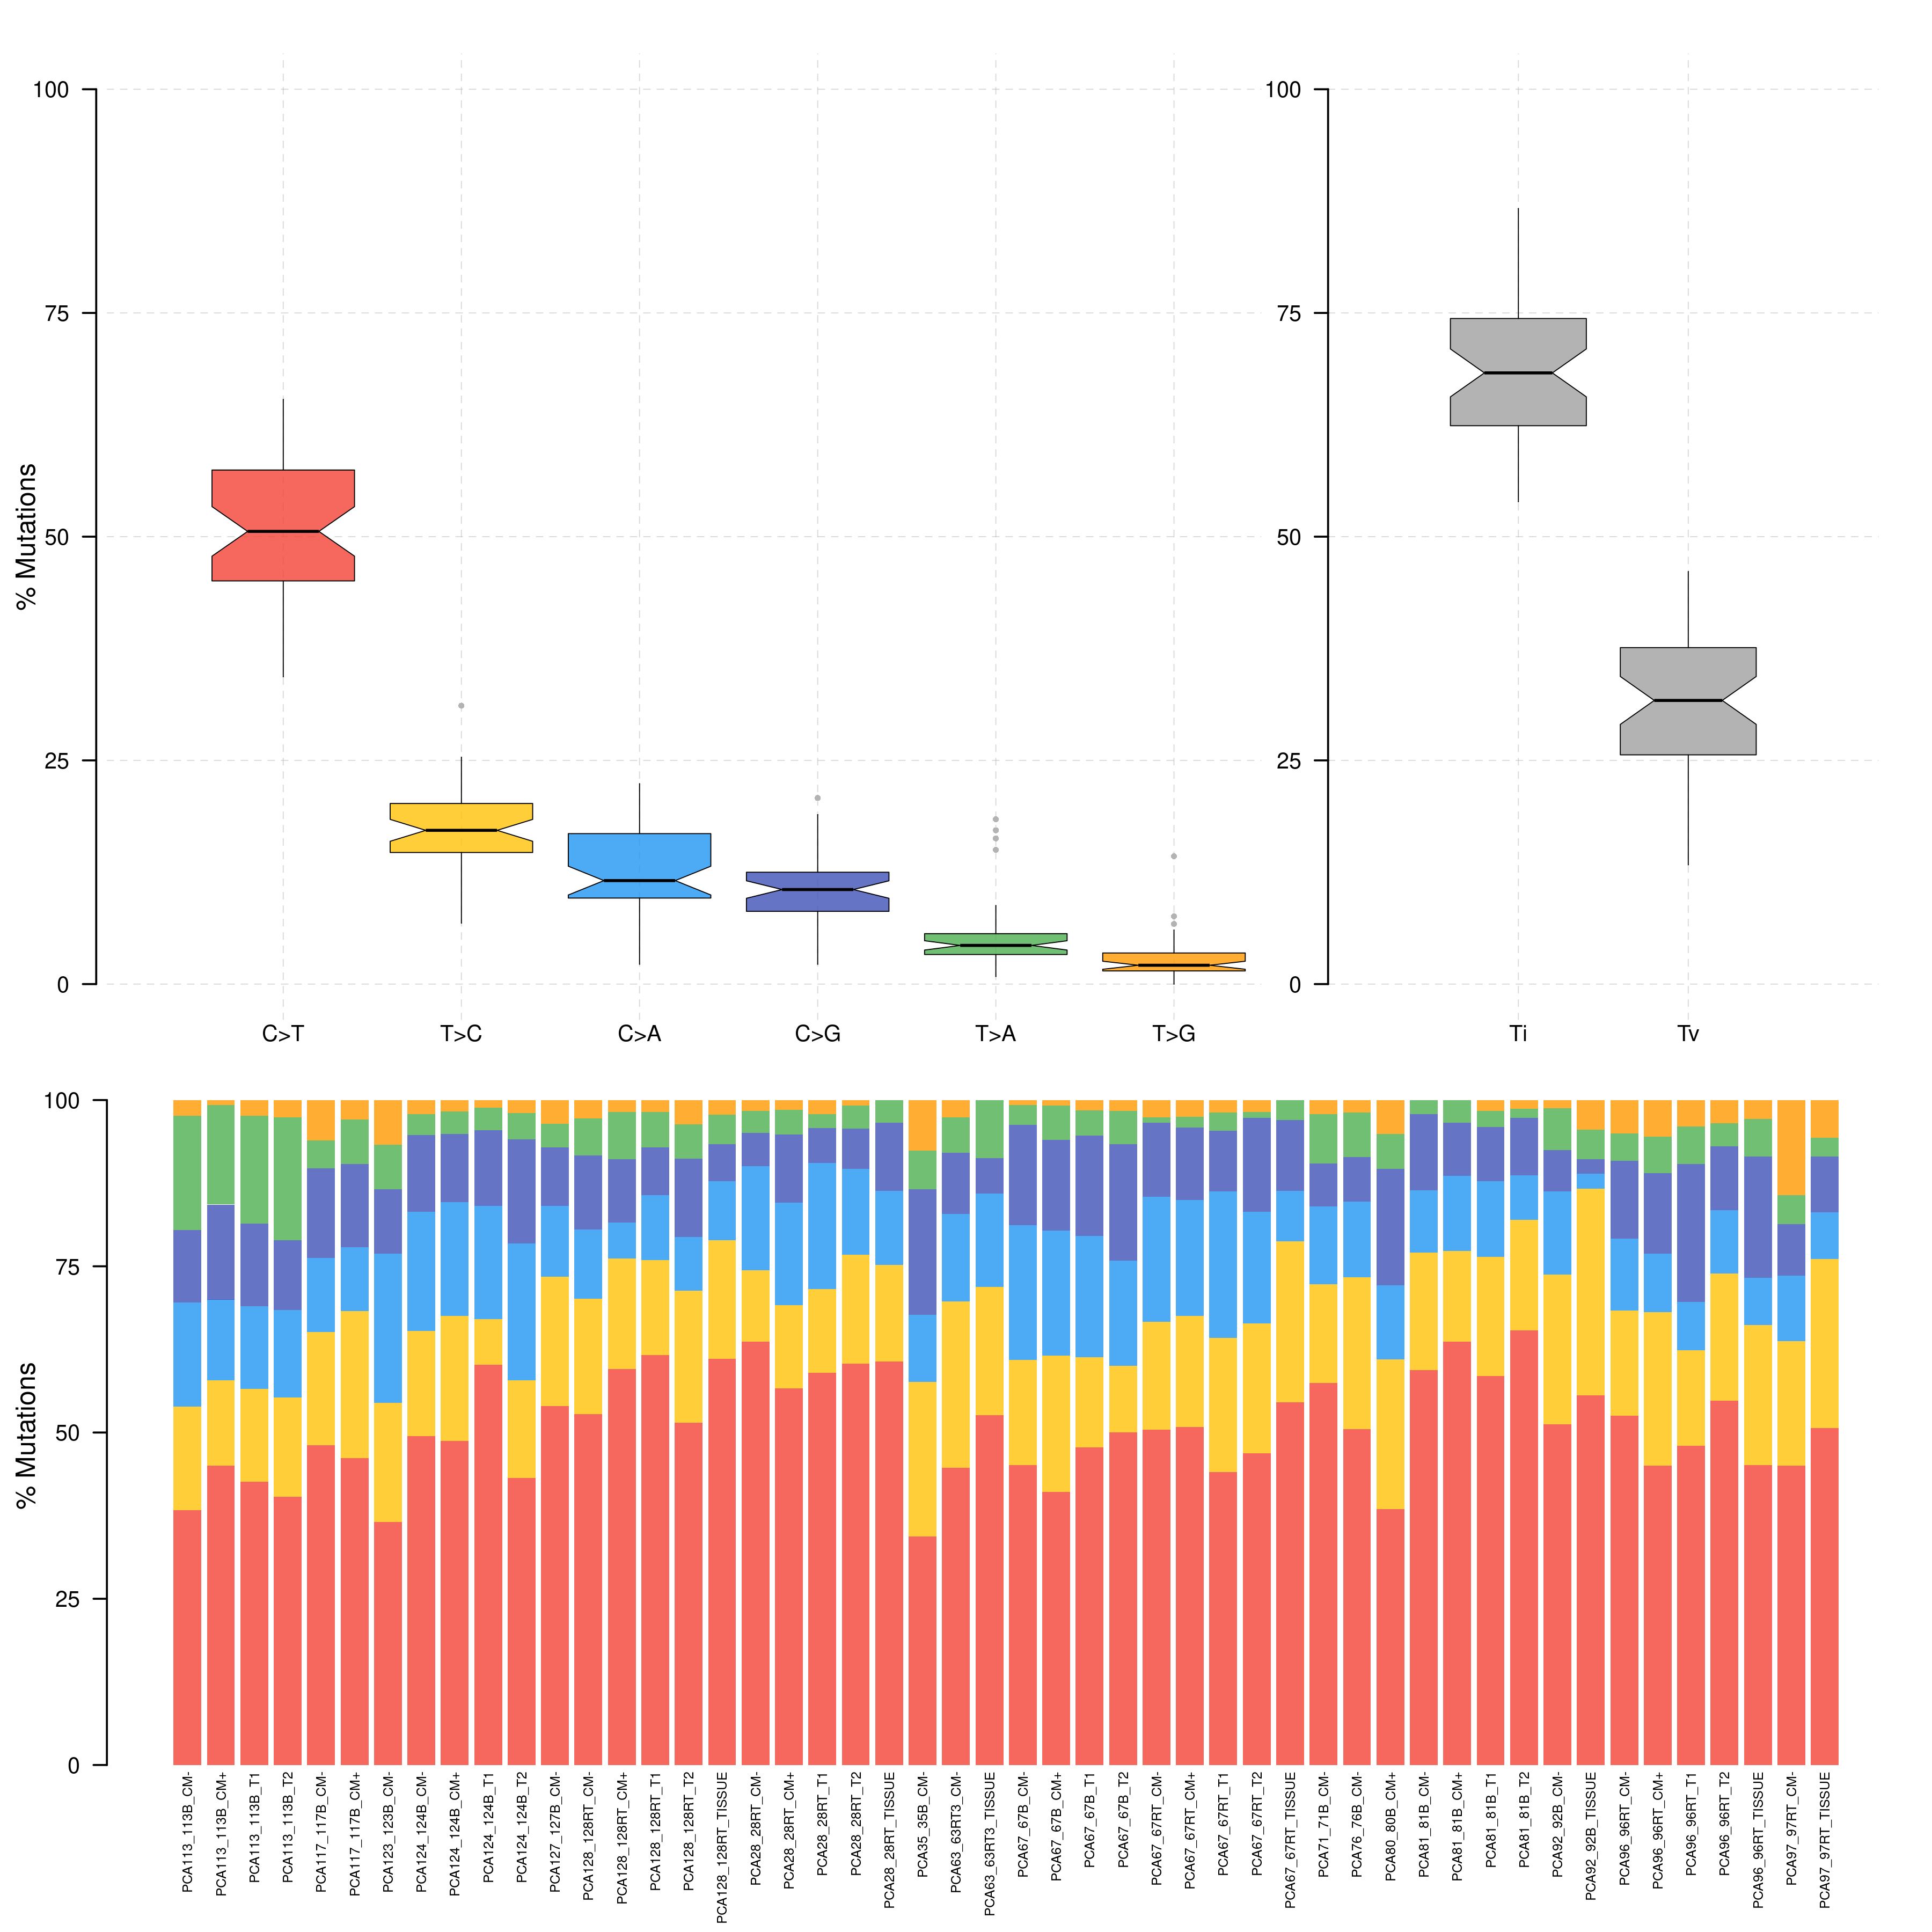 % Mutations
100
75
50
25
0
C>T
T>C
C>A
C>G
T>A
T>G
100
75
50
25
0
Ti
Tv
% Mutations
100
75
50
25
0
PCA113_113B_CM-
PCA113_113B_CM+
PCA113_113B_T1
PCA113_113B_T2
PCA117_117B_CM-
PCA117_117B_CM+
PCA123_123B_CM-
PCA124_124B_CM-
PCA124_124B_CM+
PCA124_124B_T1
PCA124_124B_T2
PCA127_127B_CM-
PCA128_128RT_CM-
PCA128_128RT_CM+
PCA128_128RT_T1
PCA128_128RT_T2
PCA128_128RT_TISSUE
PCA28_28RT_CM-
PCA28_28RT_CM+
PCA28_28RT_T1
PCA28_28RT_T2
PCA28_28RT_TISSUE
PCA35_35B_CM-
PCA63_63RT3_CM-
PCA63_63RT3_TISSUE
PCA67_67B_CM-
PCA67_67B_CM+
PCA67_67B_T1
PCA67_67B_T2
PCA67_67RT_CM-
PCA67_67RT_CM+
PCA67_67RT_T1
PCA67_67RT_T2
PCA67_67RT_TISSUE
PCA71_71B_CM-
PCA76_76B_CM-
PCA80_80B_CM+
PCA81_81B_CM-
PCA81_81B_CM+
PCA81_81B_T1
PCA81_81B_T2
PCA92_92B_CM-
PCA92_92B_TISSUE
PCA96_96RT_CM-
PCA96_96RT_CM+
PCA96_96RT_T1
PCA96_96RT_T2
PCA96_96RT_TISSUE
PCA97_97RT_CM-
PCA97_97RT_TISSUE